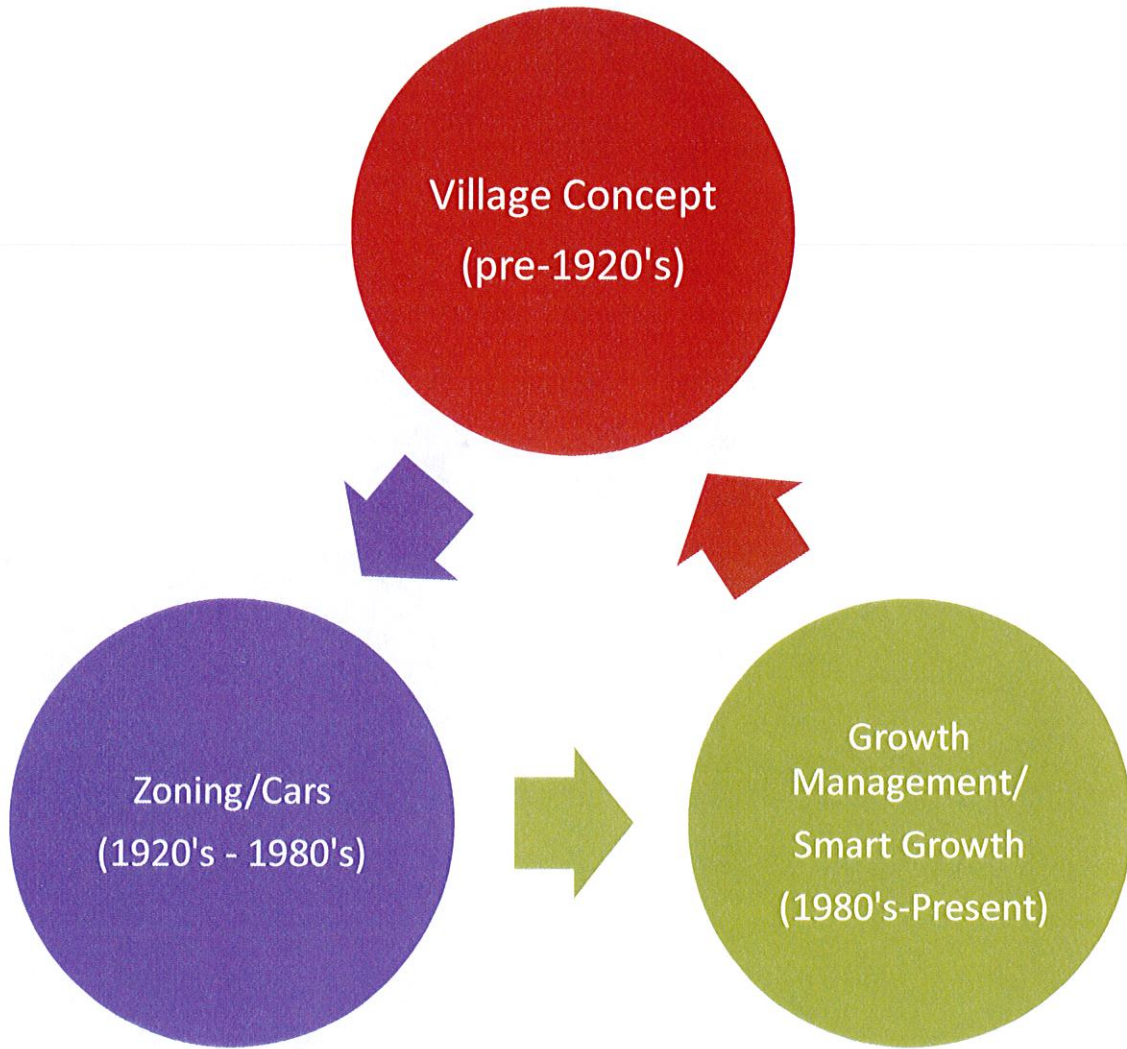 Village Concept
(pre-1920's)
Zoning/Cars
(1920's - 1980's)
Growth
Management/
Smart Growth
(1980's-Present)